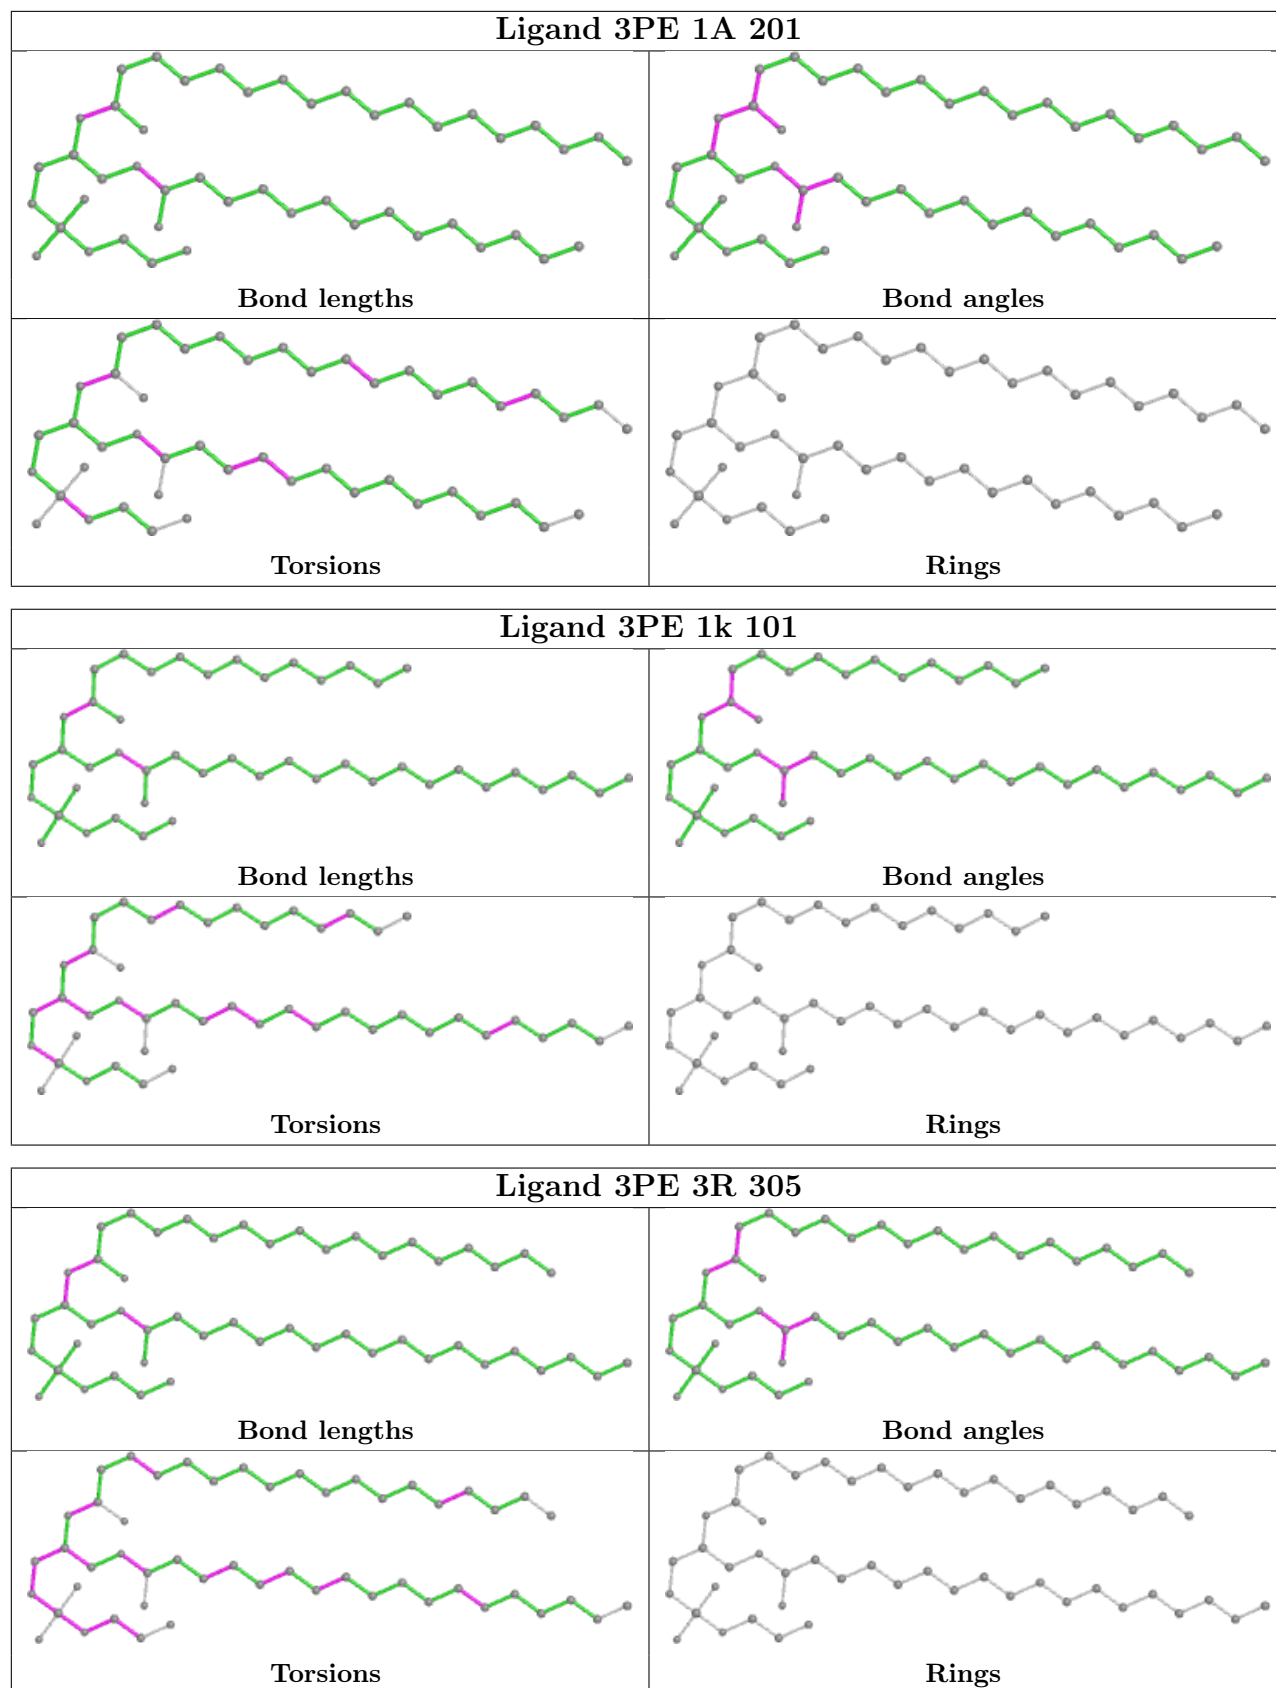 Ligand 3PE 1A 201
Bond lengths
Bond angles
Torsions
Rings
Ligand 3PE 1k 101
Bond lengths
Bond angles
Torsions
Rings
Ligand 3PE 3R 305
Bond lengths
Bond angles
Torsions
Rings